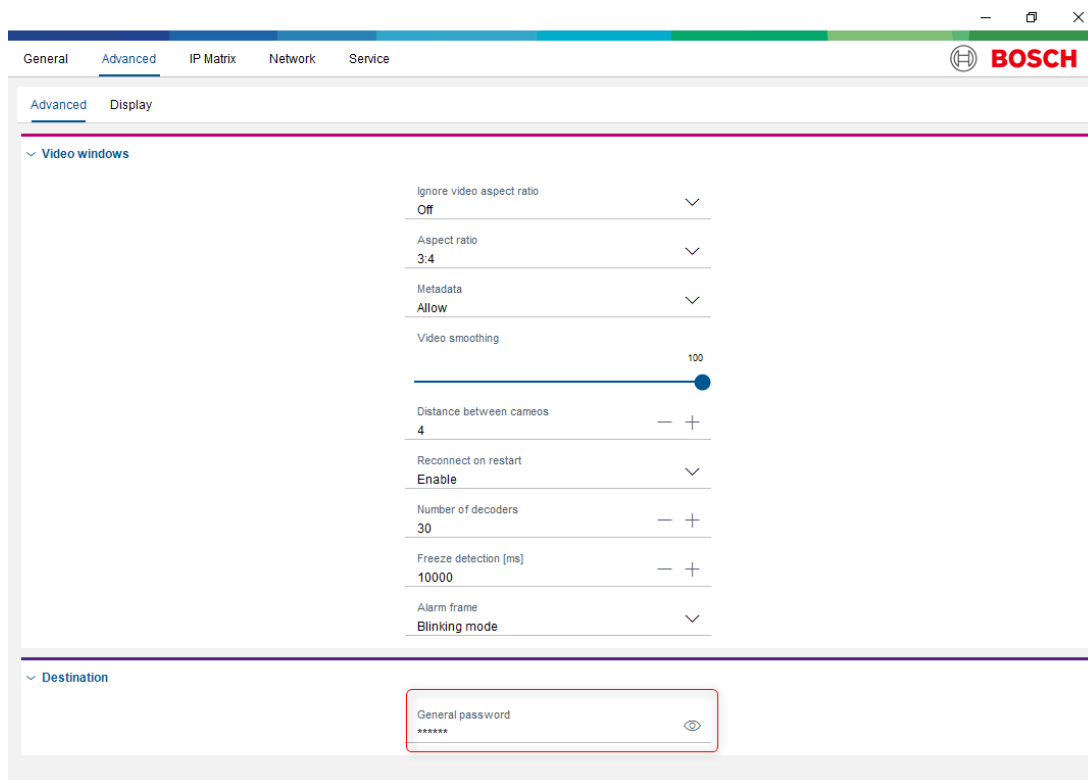 General Advanced IP Matrix Network Service BOSCH
Advanced Display
Video windows
Ignore video aspect ratio
Off
Aspect ratio
3:4
Metadata
Allow
Video smoothing
100
Distance between cameos
4
Reconnect on restart
Enable
Number of decoders
30
Freeze detection [ms]
10000
Alarm frame
Blinking mode
Destination
General password
******